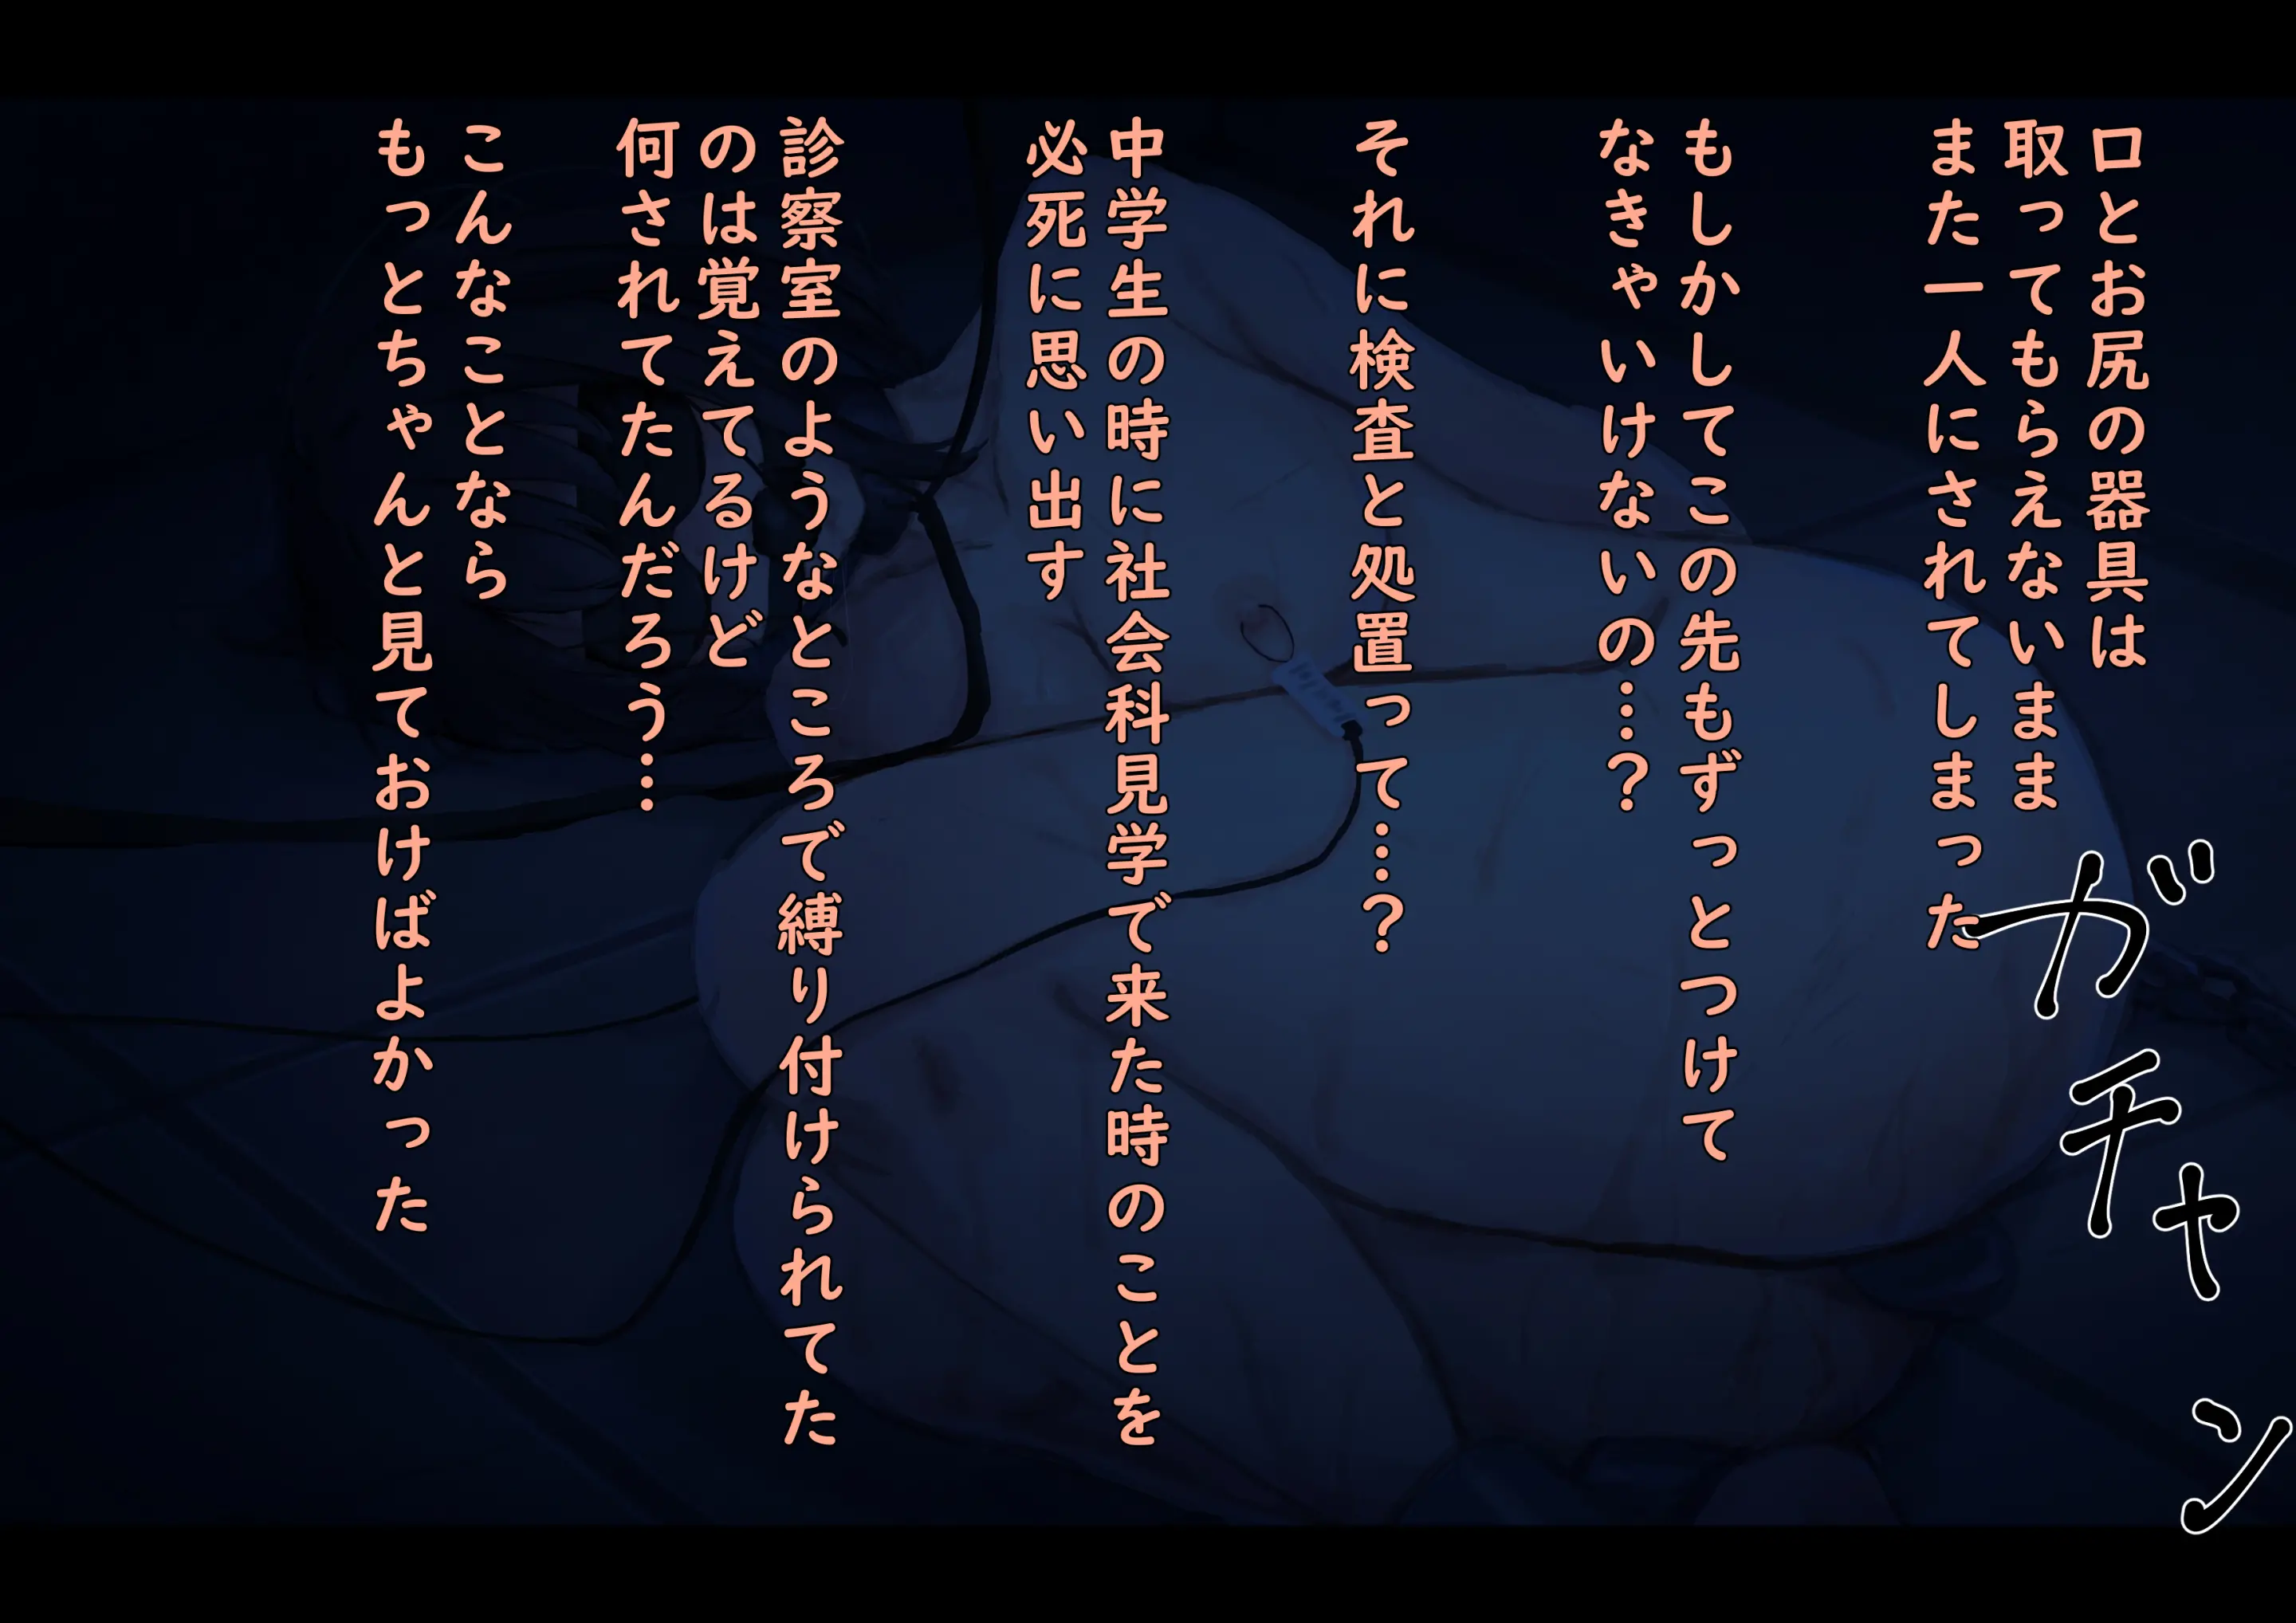 口とお尻の器具は
取ってもらえないまま
また一人にされてしまった
もしかしてこの先もずっとつけて
なきゃいけないの…？
それに検査と処置って…？
中学生の時に社会科見学で来た時のことを
必死に思い出す
診察室のようなところで縛り付けられてた
のは覚えてるけど
何されてたんだろう…
こんなことなら
もっとちゃんと見ておけばよかった
ガチャン